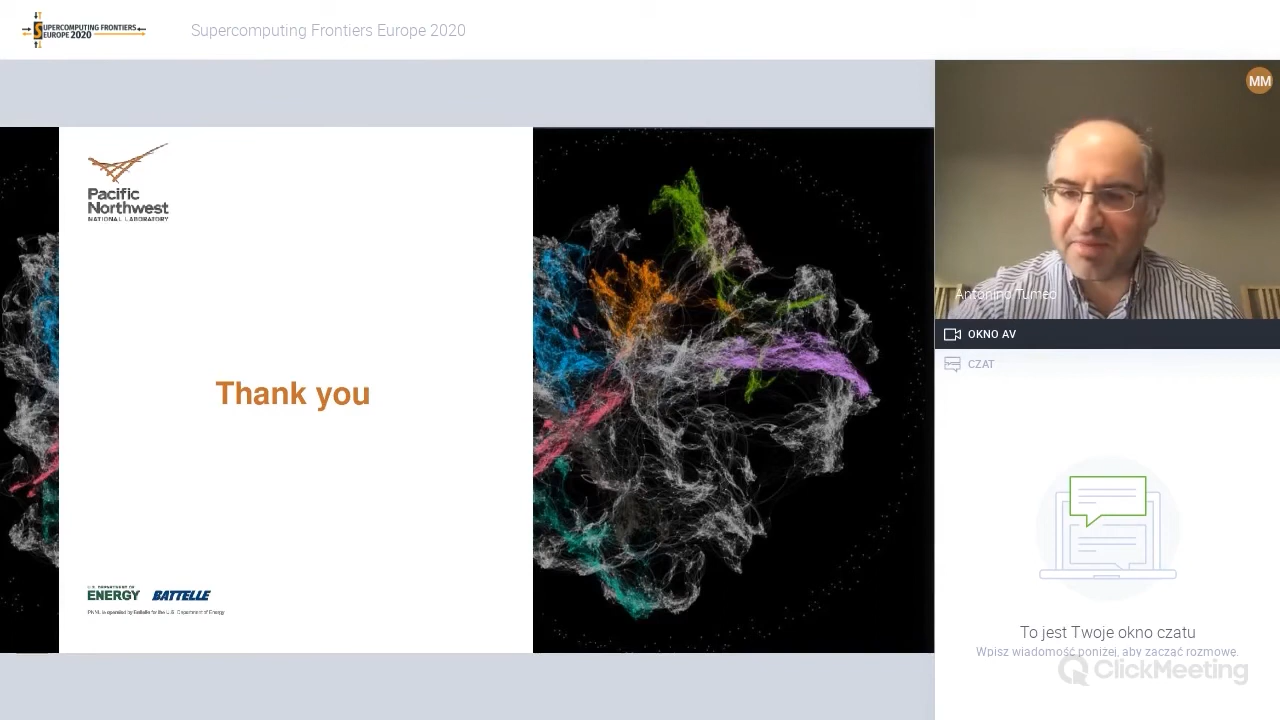 SUPERCOMPUTING FRONTIERS
EUROPE 2020
Supercomputing Frontiers Europe 2020
MM
Pacific
Northwest
NATIONAL LABORATORY
Thank you
Antonino Tumeo
OKNO AV
CZAT
U.S. DEPARTMENT OF
ENERGY BATTELLE
PNNL is operated by Battelle for the U.S. Department of Energy
To jest Twoje okno czatu
Wpisz wiadomość poniżej, aby zacząć rozmowę.
ClickMeeting